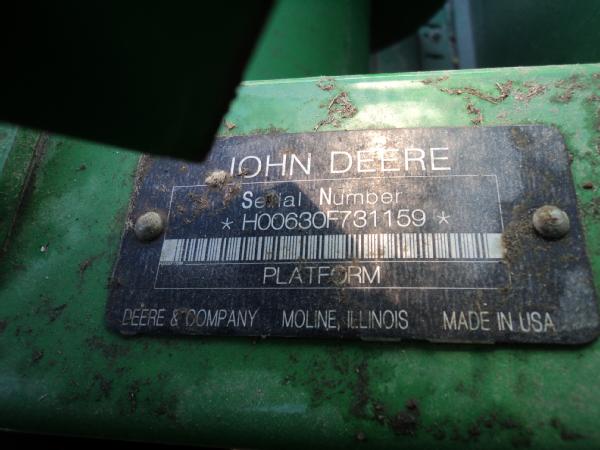 JOHN DEERE
Serial Number
* H00630F731159 *
PLATFORM
DEERE & COMPANY MOLINE, ILLINOIS MADE IN USA